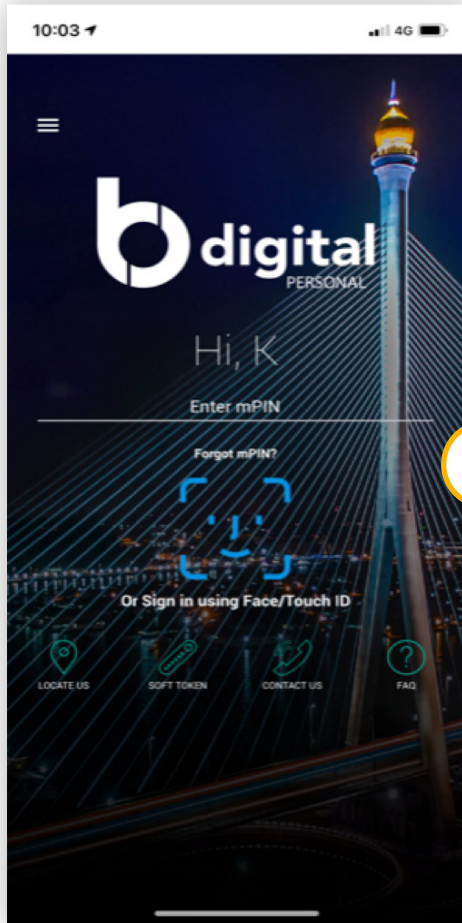 10:03
4G
b digital
PERSONAL
Hi, K
Enter mPIN
Forgot mPIN?
Or Sign in using Face/Touch ID
LOCATE US SOFT TOKEN CONTACT US FAQ